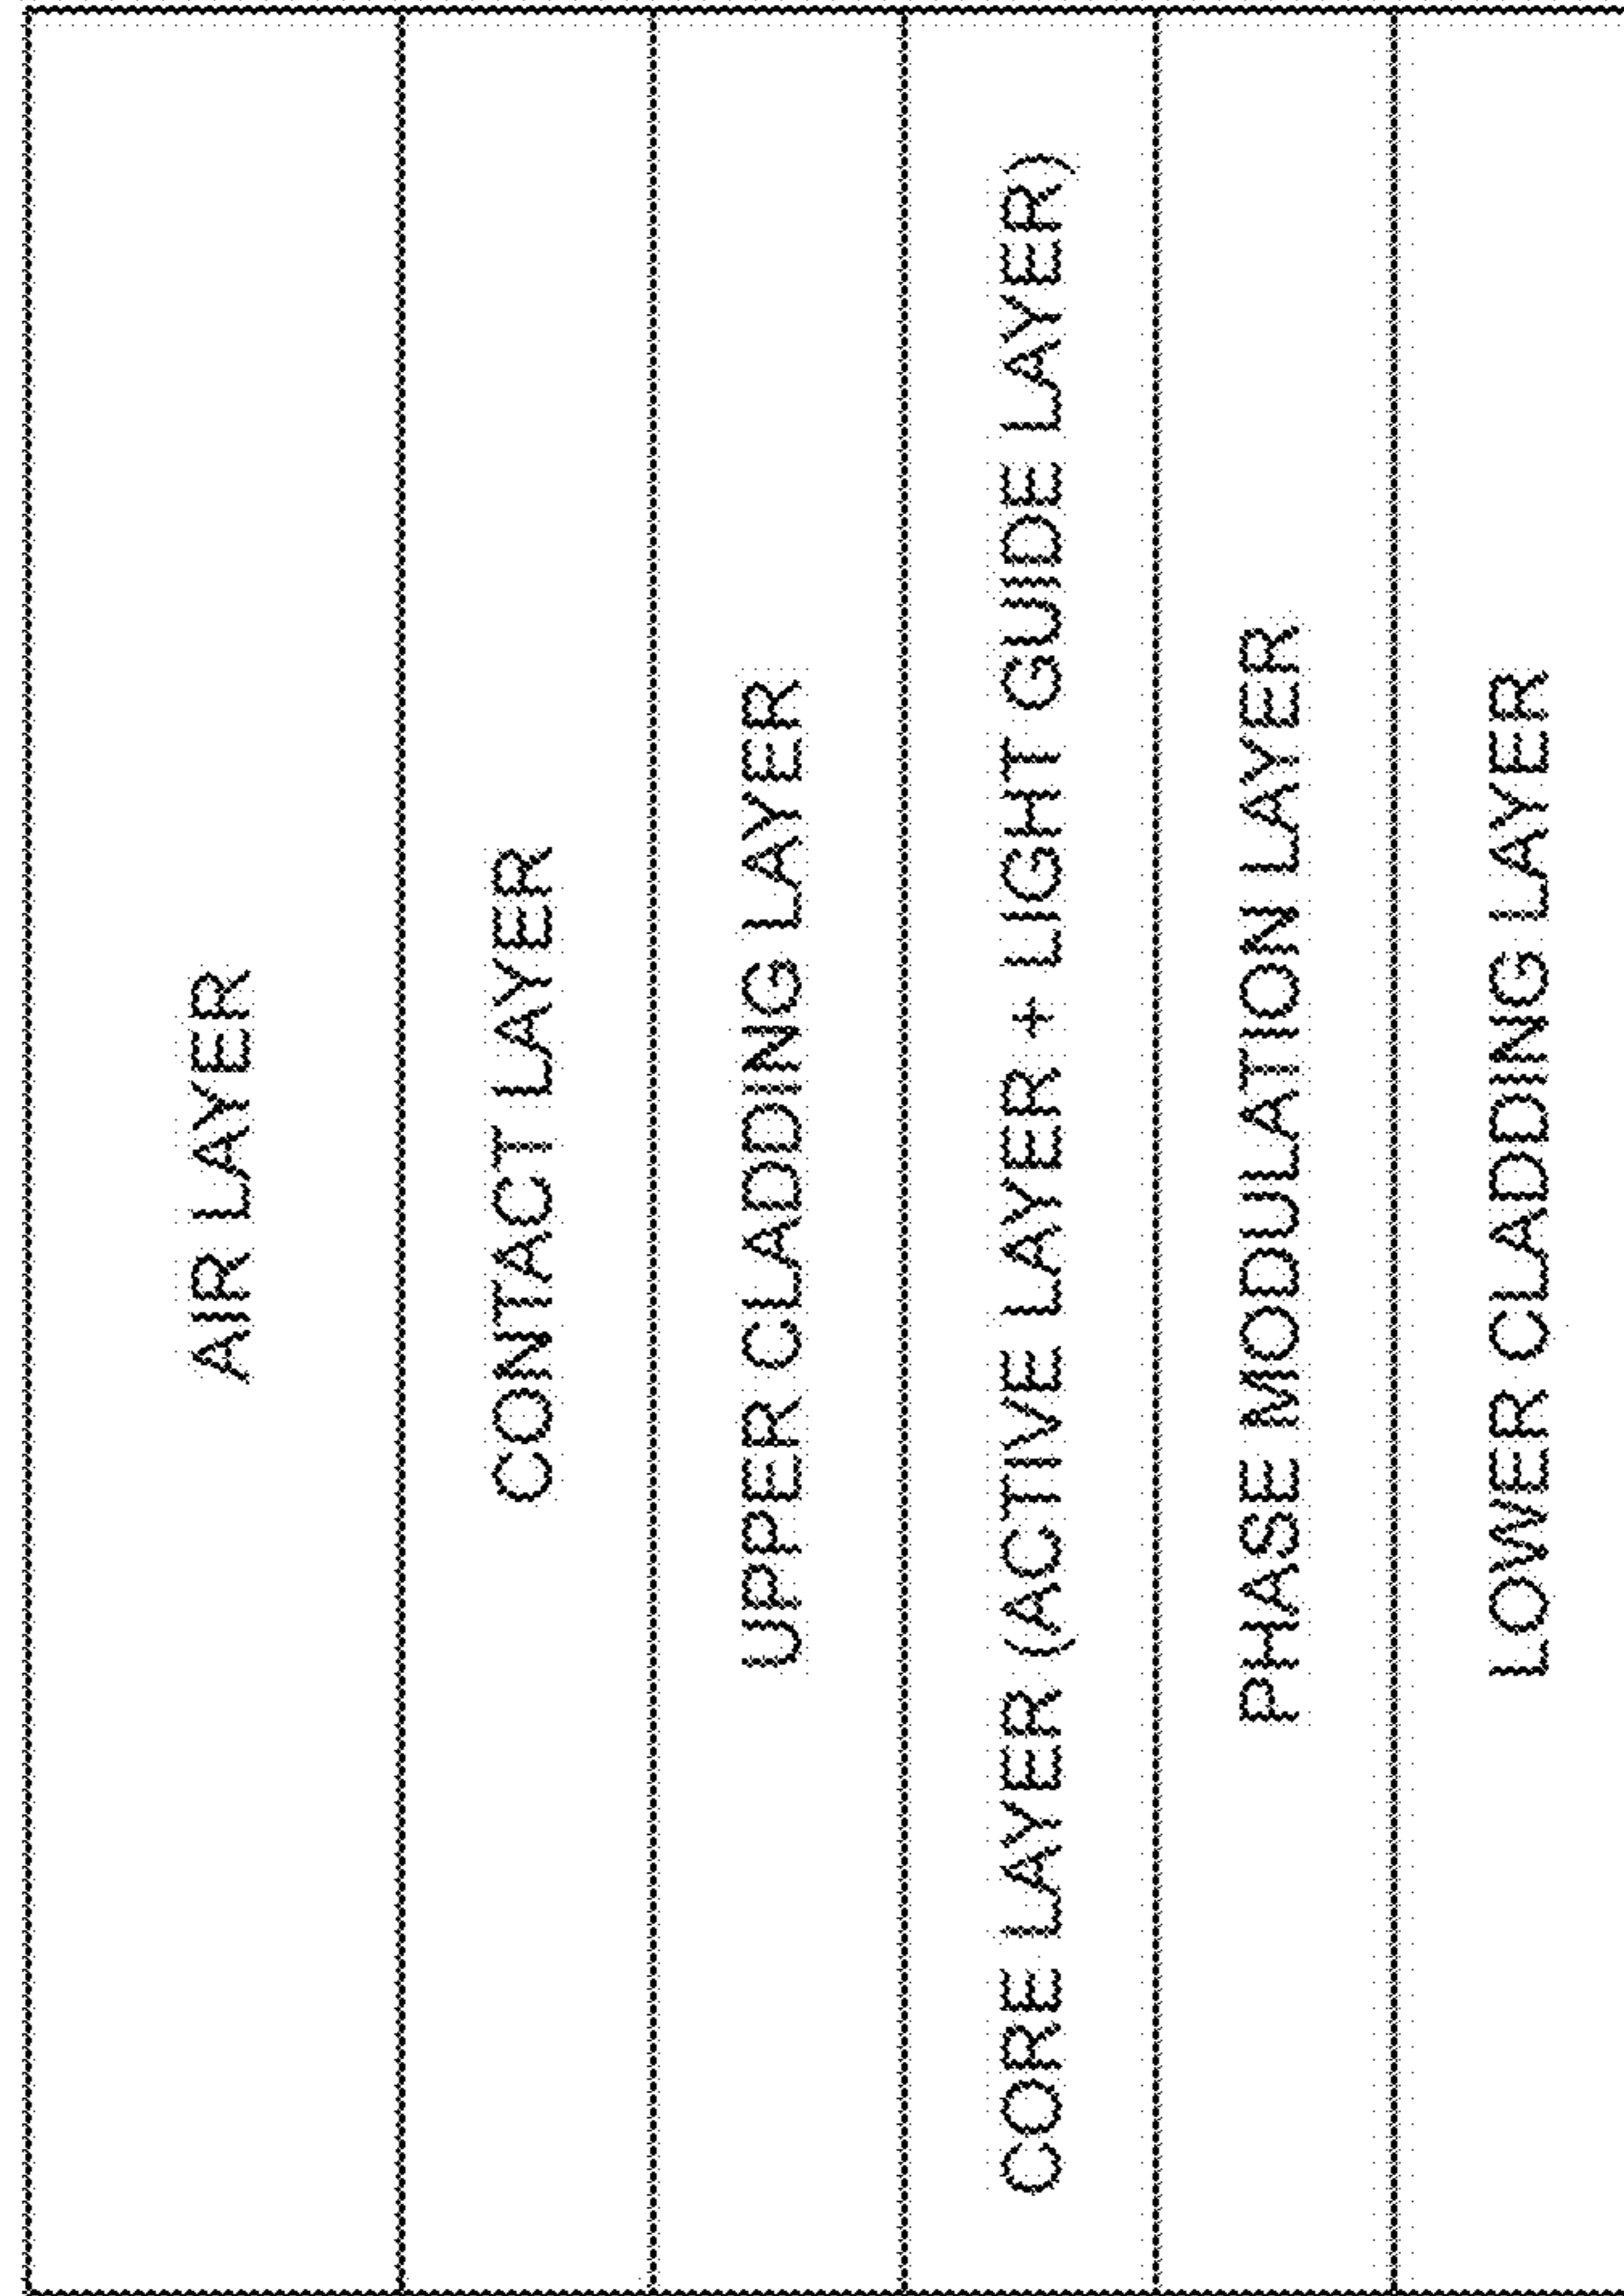 AIR LAYER
CONTACT LAYER
UPPER CLADDING LAYER
CORE LAYER (ACTIVE LAYER + LIGHT GUIDE LAYER)
PHASE MODULATION LAYER
LOWER CLADDING LAYER